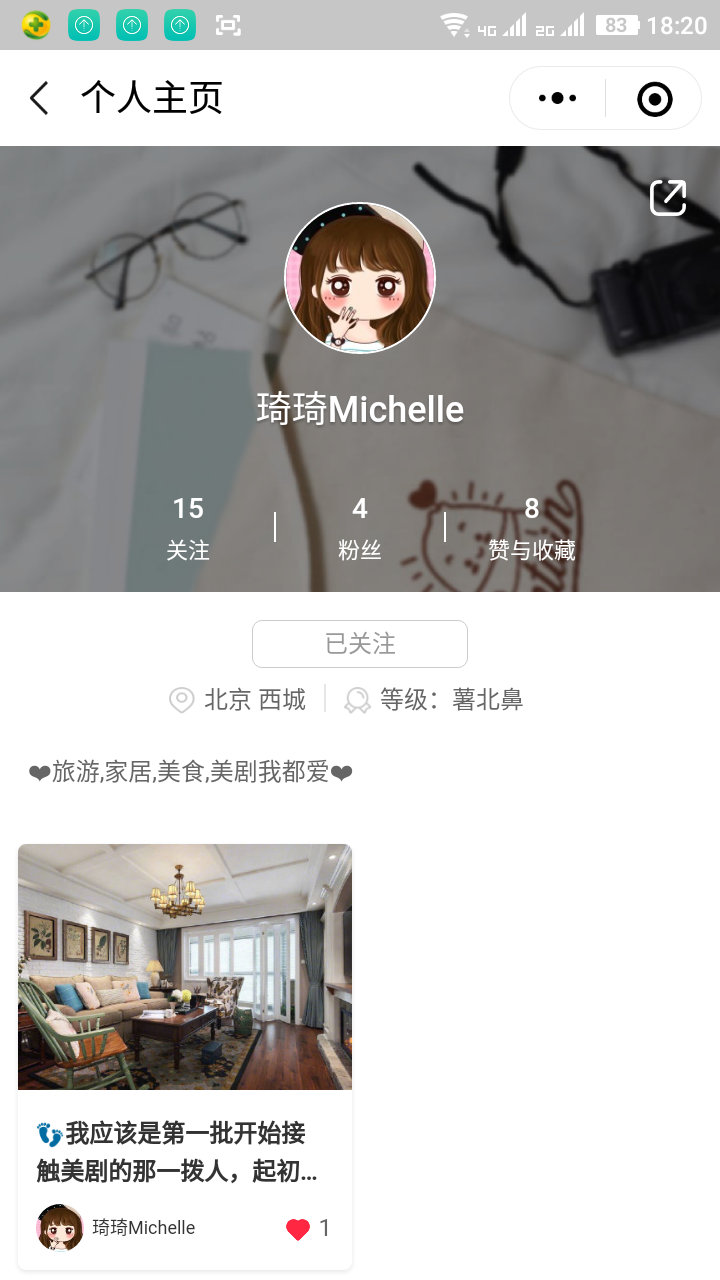 4G
2G
83
18:20
个人主页
琦琦Michelle
15
4
8
关注
粉丝
赞与收藏
已关注
北京 西城
等级：薯北鼻
❤旅游,家居,美食,美剧我都爱❤
👣我应该是第一批开始接
触美剧的那一拨人，起初...
琦琦Michelle
1